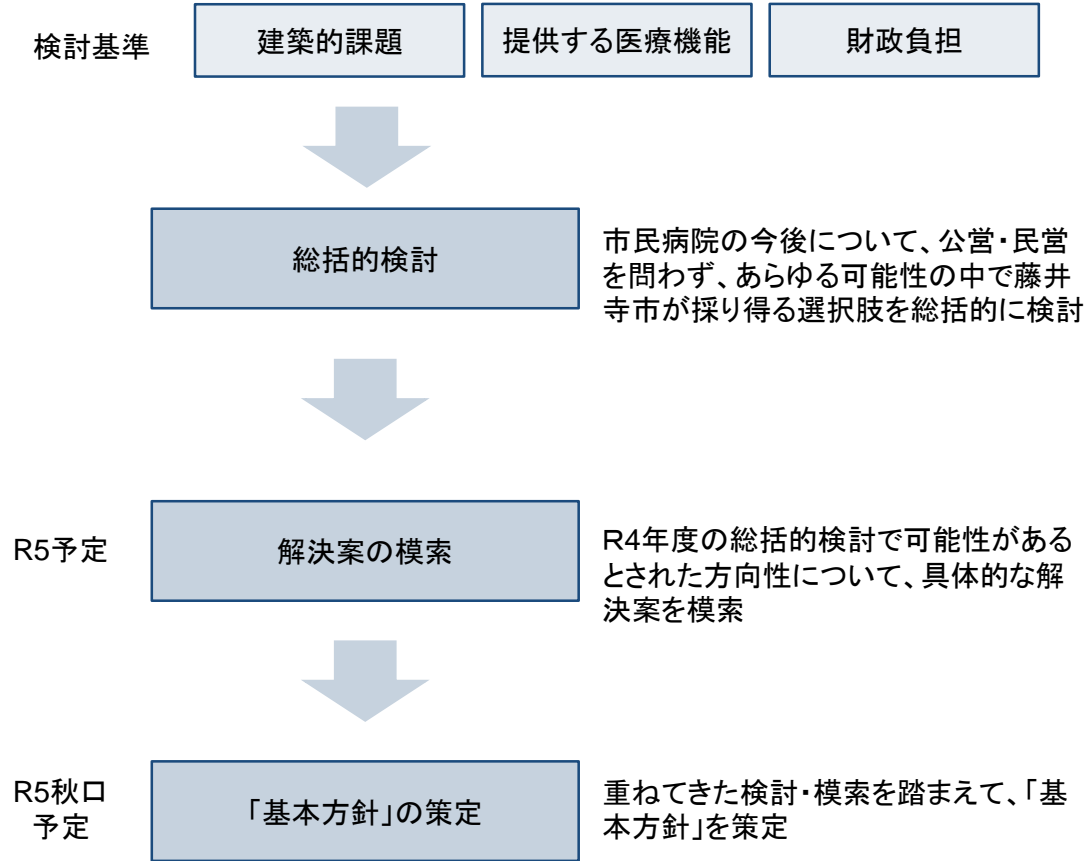 検討基準
建築的課題
提供する医療機能
財政負担
総括的検討
市民病院の今後について、公営・民営
を問わず、あらゆる可能性の中で藤井
寺市が採り得る選択肢を総括的に検討
R5予定
解決案の模索
R4年度の総括的検討で可能性がある
とされた方向性について、具体的な解
決案を模索
R5秋口
予定
「基本方針」の策定
重ねてきた検討・模索を踏まえて、「基
本方針」を策定